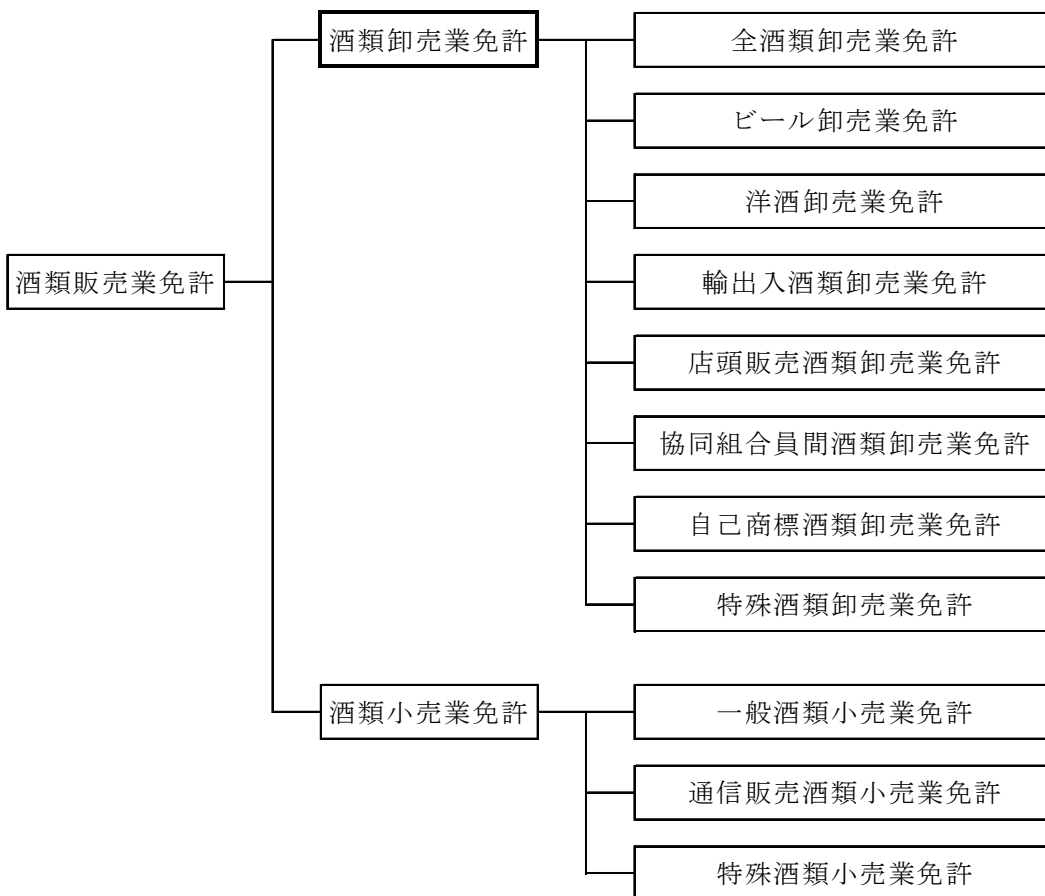 酒類販売業免許
酒類卸売業免許
全酒類卸売業免許
ビール卸売業免許
洋酒卸売業免許
輸出入酒類卸売業免許
店頭販売酒類卸売業免許
協同組合員間酒類卸売業免許
自己商標酒類卸売業免許
特殊酒類卸売業免許
酒類小売業免許
一般酒類小売業免許
通信販売酒類小売業免許
特殊酒類小売業免許